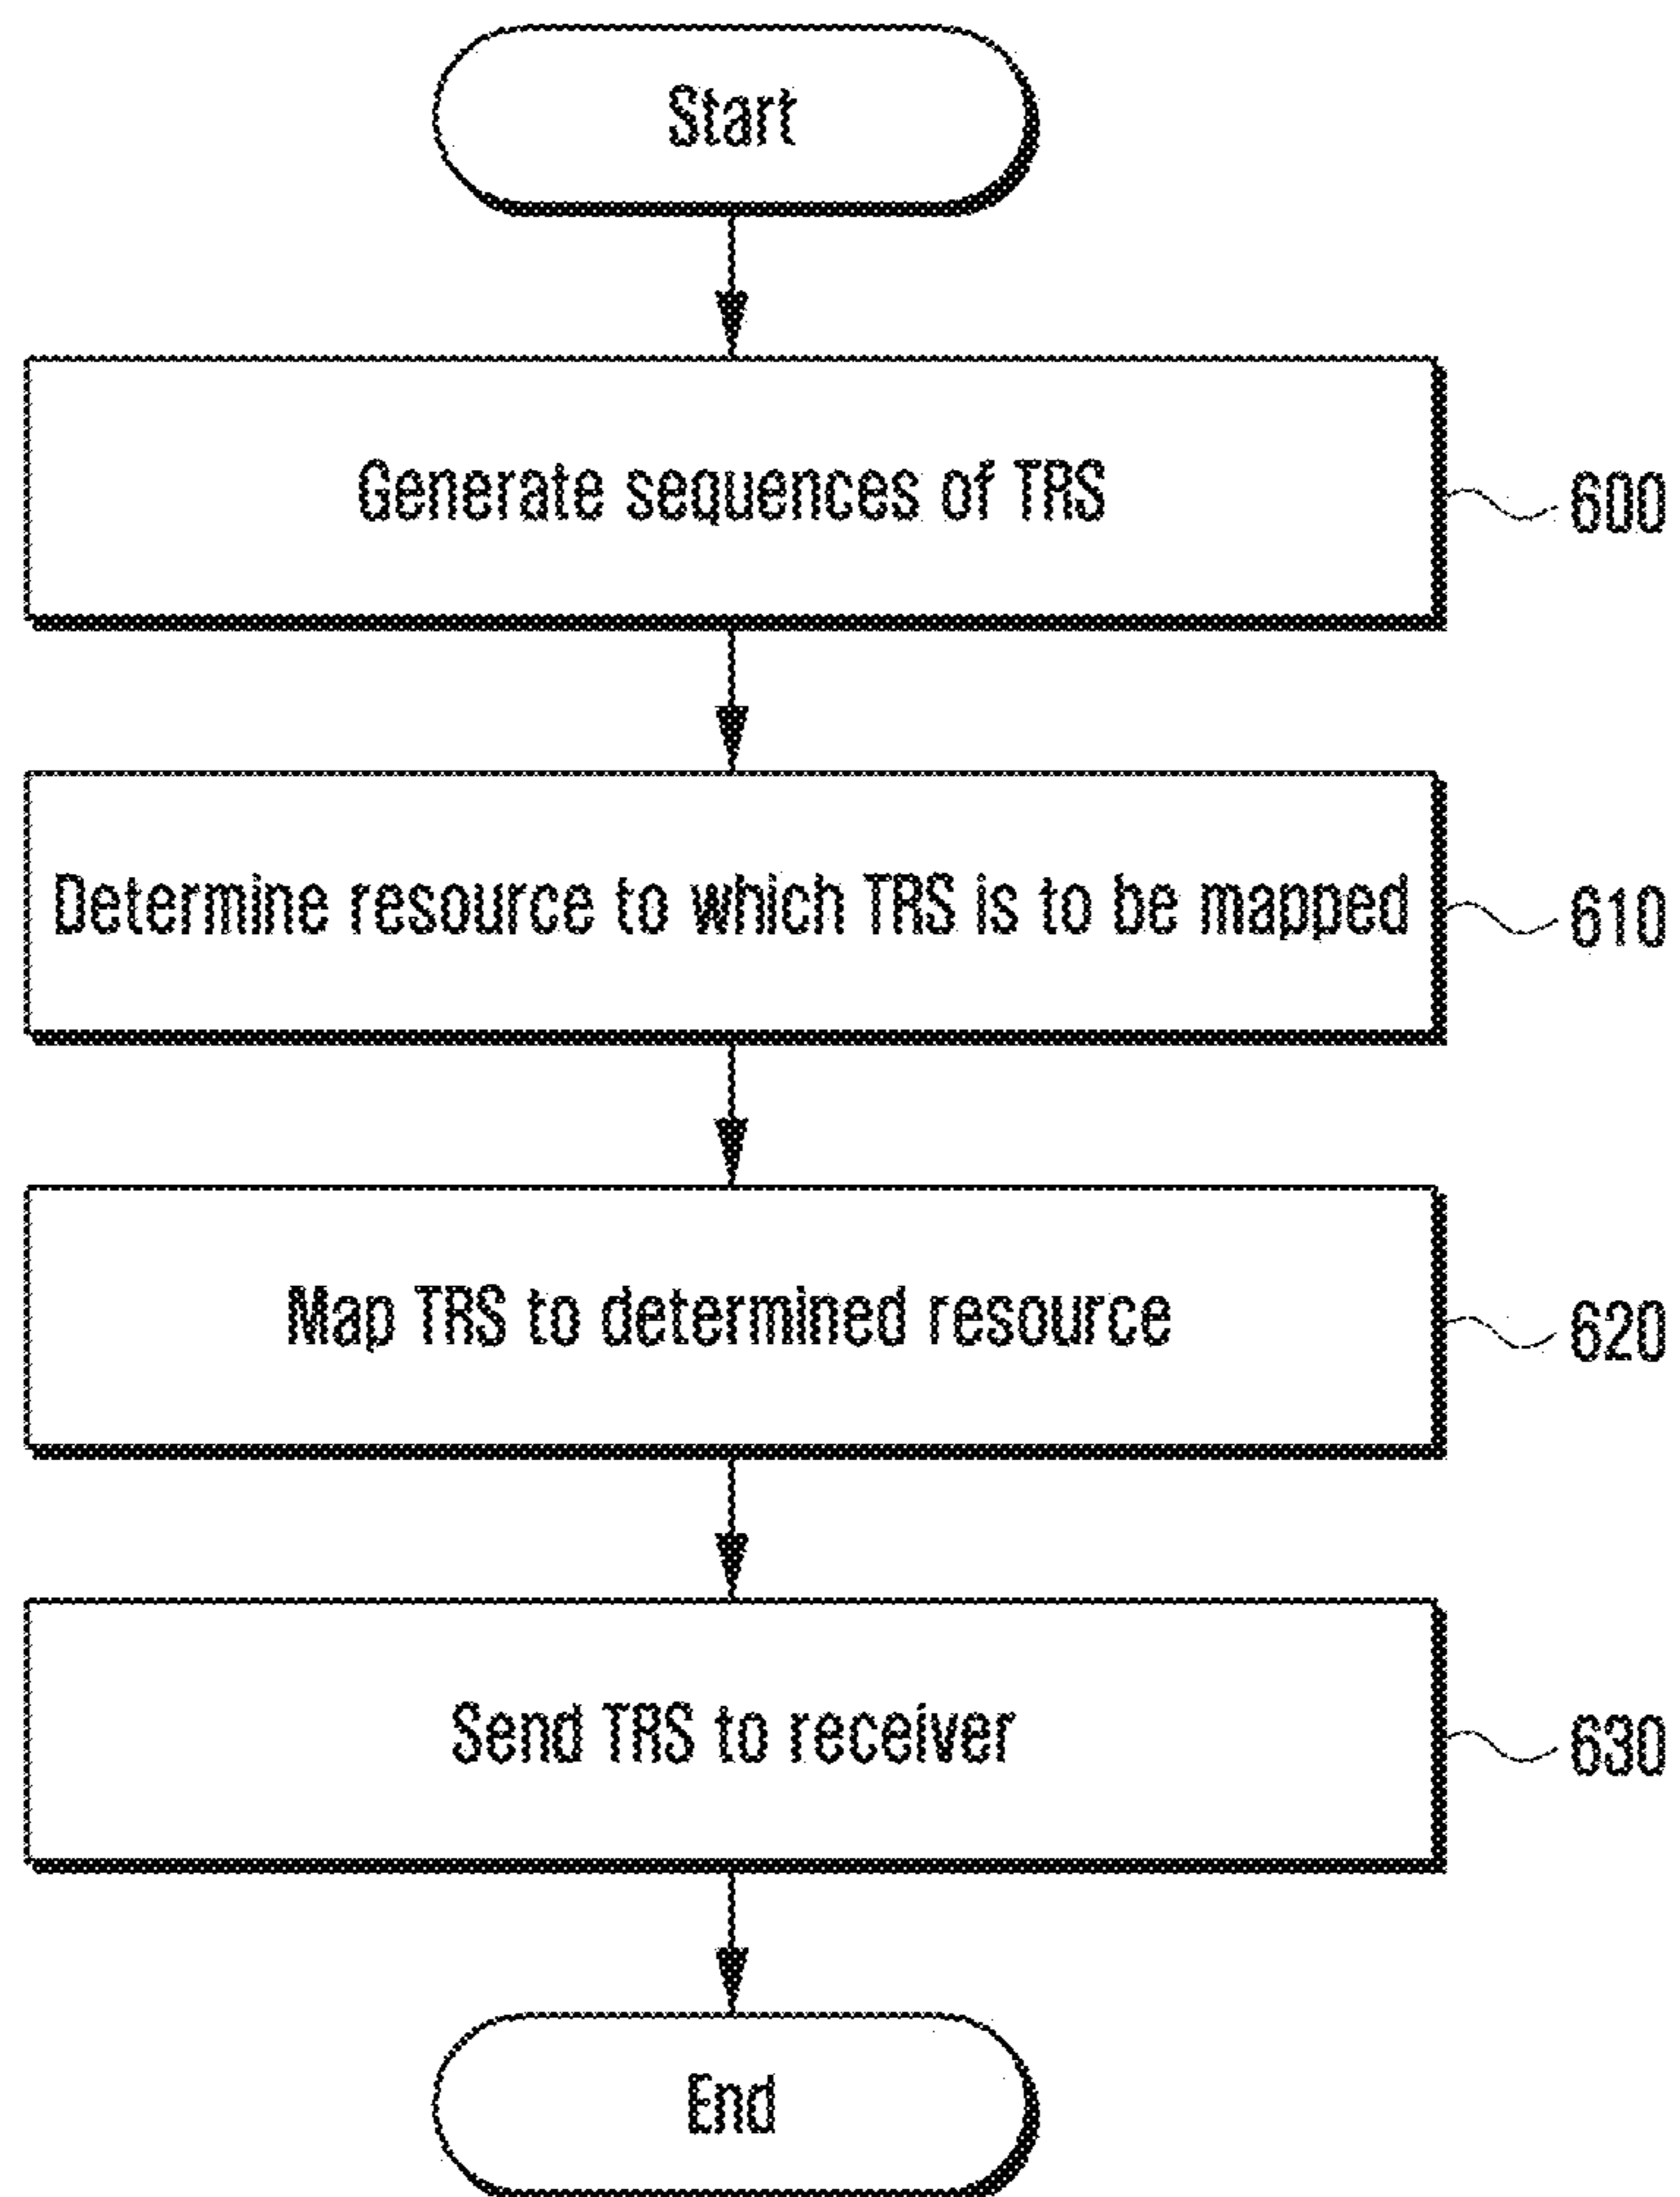 Start
Generate sequences of TRS
600
Determine resource to which TRS is to be mapped
610
Map TRS to determined resource
620
Send TRS to receiver
630
End